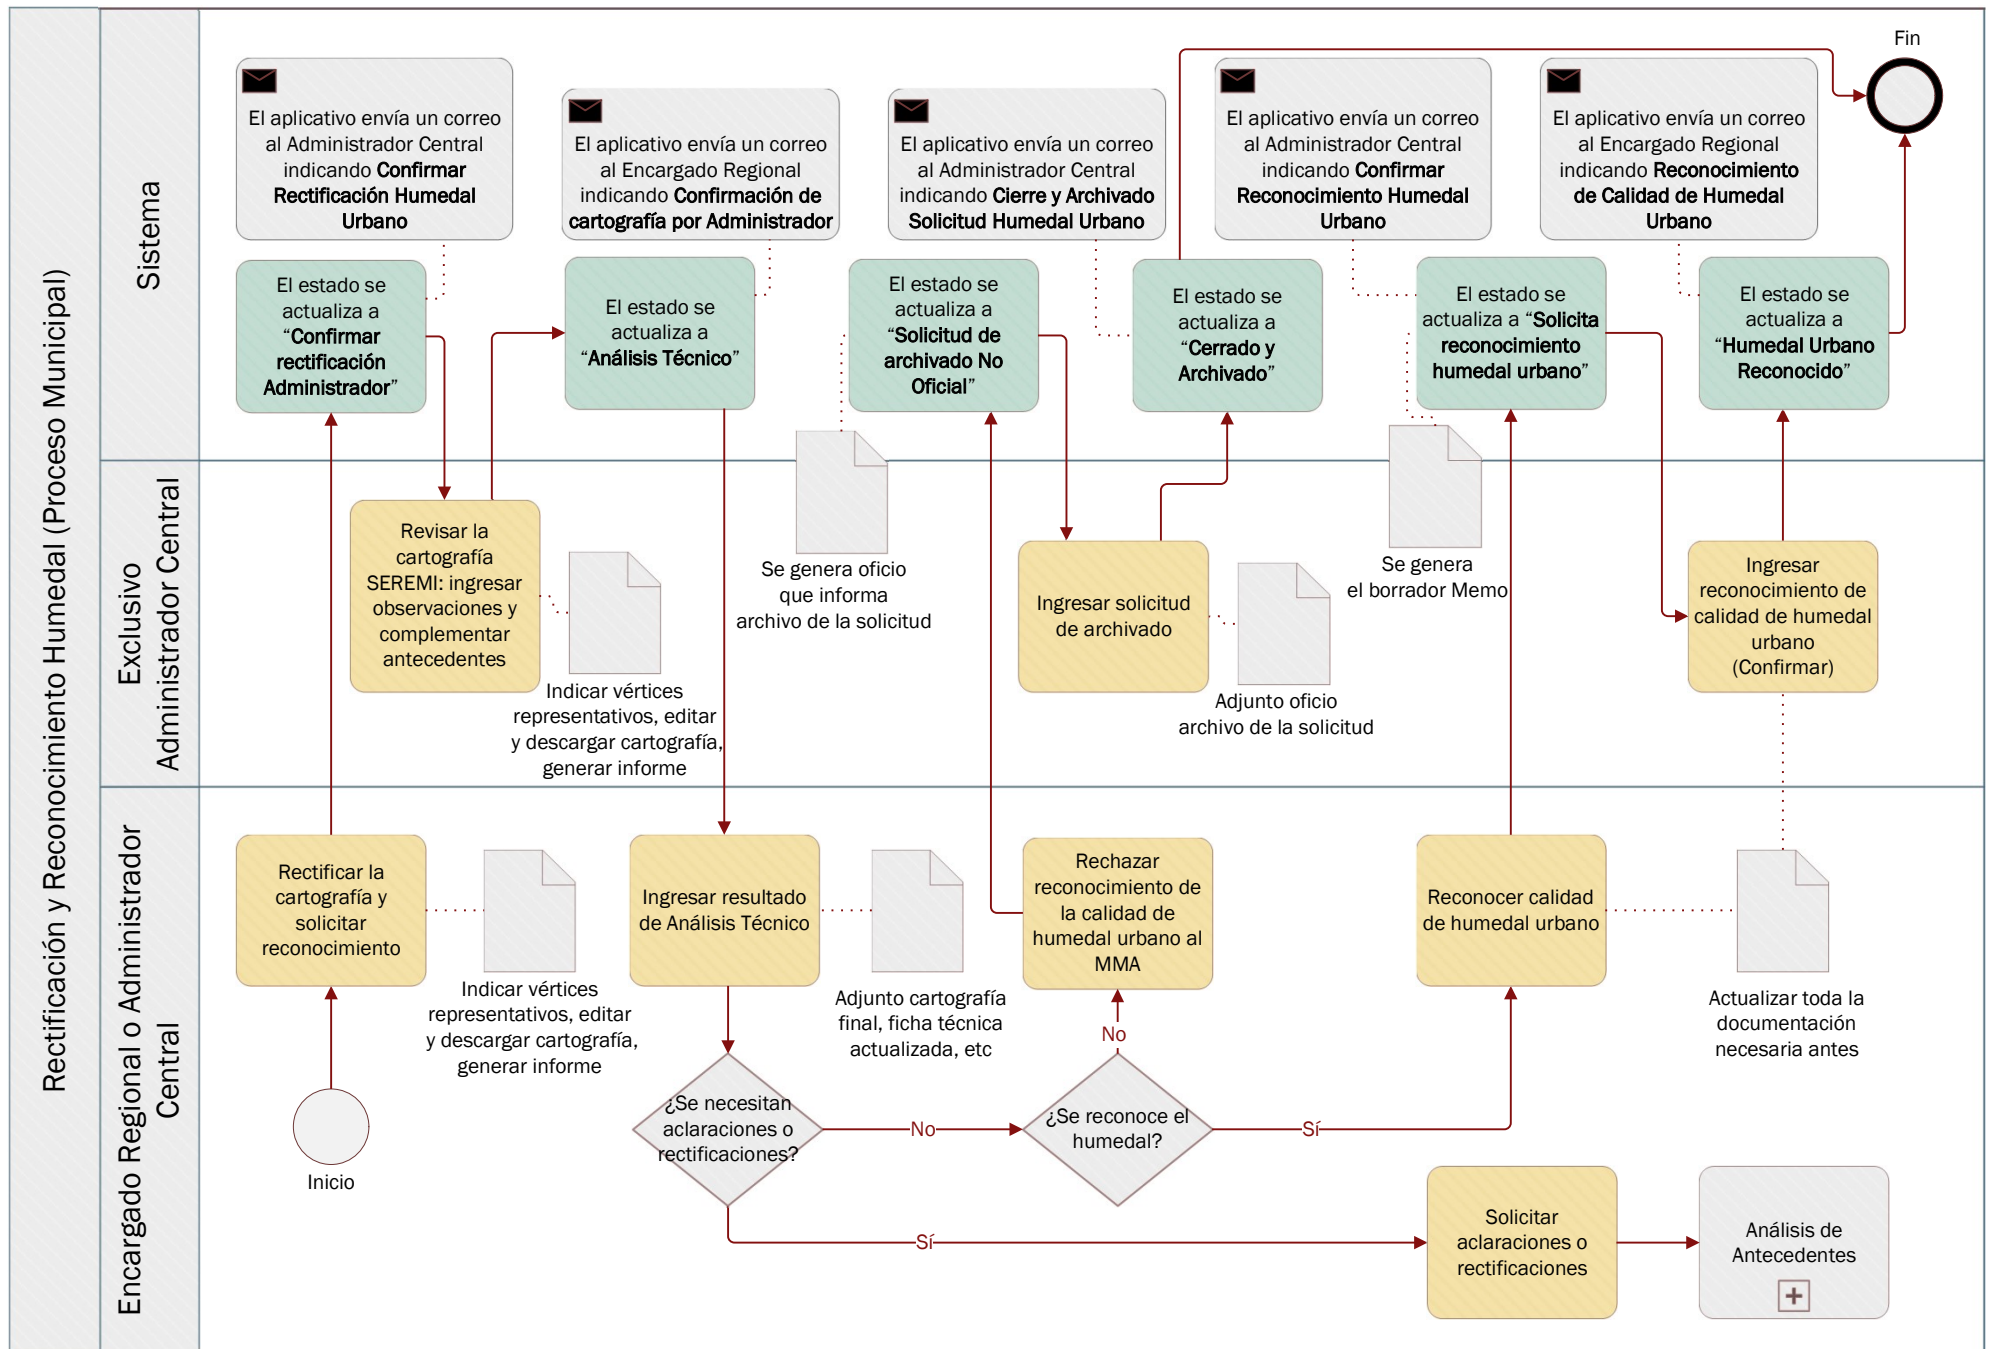 Rectificación y Reconocimiento Humedal (Proceso Municipal)
Sistema
El aplicativo envía un correo
al Administrador Central
indicando Confirmar
Rectificación Humedal
Urbano
El aplicativo envía un correo
al Encargado Regional
indicando Confirmación de
cartografía por Administrador
El aplicativo envía un correo
al Administrador Central
indicando Cierre y Archivado
Solicitud Humedal Urbano
El aplicativo envía un correo
al Administrador Central
indicando Confirmar
Reconocimiento Humedal
Urbano
El aplicativo envía un correo
al Encargado Regional
indicando Reconocimiento
de Calidad de Humedal
Urbano
Fin
El estado se
actualiza a
“Confirmar
rectificación
Administrador”
El estado se
actualiza a
“Análisis Técnico”
El estado se
actualiza a
“Solicitud de
archivado No
Oficial”
El estado se
actualiza a
“Cerrado y
Archivado”
El estado se
actualiza a “Solicita
reconocimiento
humedal urbano”
El estado se
actualiza a
“Humedal Urbano
Reconocido”
Exclusivo
Administrador Central
Revisar la
cartografía
SEREMI: ingresar
observaciones y
complementar
antecedentes
Indicar vértices
representativos, editar
y descargar cartografía,
generar informe
Se genera oficio
que informa
archivo de la solicitud
Ingresar solicitud
de archivado
Adjunto oficio
archivo de la solicitud
Se genera
el borrador Memo
Ingresar
reconocimiento de
calidad de humedal
urbano
(Confirmar)
Encargado Regional o Administrador
Central
Rectificar la
cartografía y
solicitar
reconocimiento
Indicar vértices
representativos, editar
y descargar cartografía,
generar informe
Ingresar resultado
de Análisis Técnico
Adjunto cartografía
final, ficha técnica
actualizada, etc
Rechazar
reconocimiento de
la calidad de
humedal urbano al
MMA
Reconocer calidad
de humedal urbano
Actualizar toda la
documentación
necesaria antes
No
¿Se necesitan
aclaraciones o
rectificaciones?
No
¿Se reconoce el
humedal?
Sí
Inicio
Sí
Solicitar
aclaraciones o
rectificaciones
Análisis de
Antecedentes